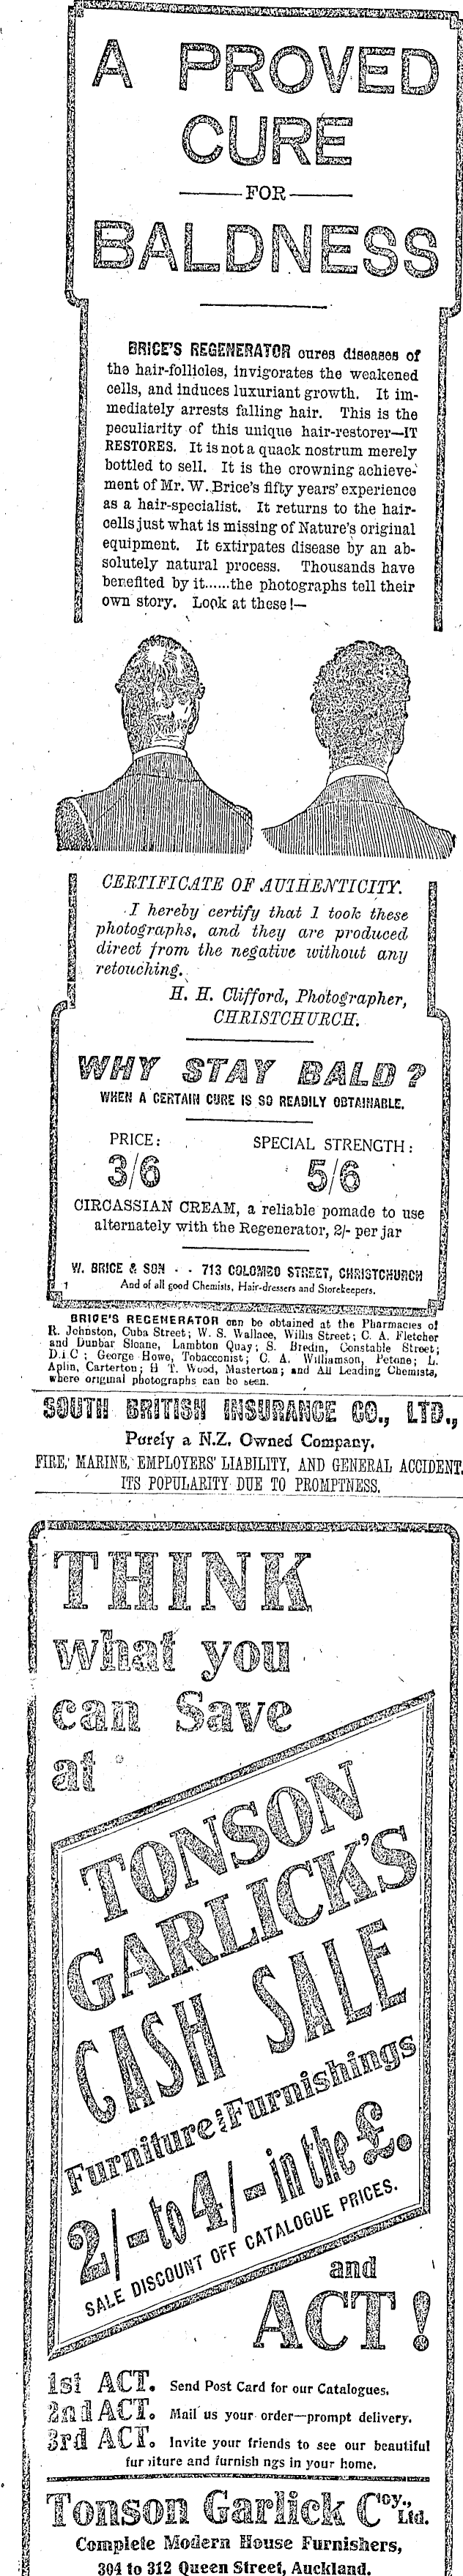 A PROVED
CURE
FOR
BALDNESS
BRICE'S REGENERATOR cures diseases of
the hair-follicles, invigorates the weakened
cells, and induces luxuriant growth. It im-
mediately arrests falling hair. This is the
peculiarity of this unique hair-restorer—IT
RESTORES. It is not a quack nostrum merely
bottled to sell. It is the crowning achieve-
ment of Mr. W. Brice's fifty years' experience
as a hair-specialist. It returns to the hair-
cells just what is missing of Nature's original
equipment. It extirpates disease by an ab-
solutely natural process. Thousands have
benefited by it......the photographs tell their
own story. Look at these!—
CERTIFICATE OF AUTHENTICITY.
I hereby certify that I took these
photographs, and they are produced
direct from the negative without any
retouching.
H. H. Clifford, Photographer,
CHRISTCHURCH.
WHY STAY BALD?
WHEN A CERTAIN CURE IS SO READILY OBTAINABLE.
PRICE: SPECIAL STRENGTH:
3/6 5/6
CIRCASSIAN CREAM, a reliable pomade to use
alternately with the Regenerator, 2/- per jar
W. BRICE & SON - - 713 COLOMBO STREET, CHRISTCHURCH
1 And of all good Chemists, Hair-dressers and Storekeepers.
BRICE'S REGENERATOR can be obtained at the Pharmacies of
R. Johnston, Cuba Street; W. S. Wallace, Willis Street; C. A. Fletcher
and Dunbar Sloane, Lambton Quay; S. Bredin, Constable Street;
D.I.C; George Howe, Tobacconist; C. A. Williamson, Petone; L.
Aplin, Carterton; H T. Wood, Masterton; and All Leading Chemists,
where original photographs can be seen.
SOUTH BRITISH INSURANCE CO., LTD.,
Purely a N.Z. Owned Company.
FIRE, MARINE, EMPLOYERS' LIABILITY, AND GENERAL ACCIDENT.
ITS POPULARITY DUE TO PROMPTNESS.
THINK
what you
can Save
at
TONSON
GARLICK'S
CASH SALE
Furniture & Furnishings
2/- to 4/- in the £.
SALE DISCOUNT OFF CATALOGUE PRICES.
and
ACT!
1st ACT. Send Post Card for our Catalogues.
2nd ACT. Mail us your order—prompt delivery.
3rd ACT. Invite your friends to see our beautiful
furniture and furnishings in your home.
Tonson Garlick Coy., Ltd.
Complete Modern House Furnishers,
304 to 312 Queen Street, Auckland.